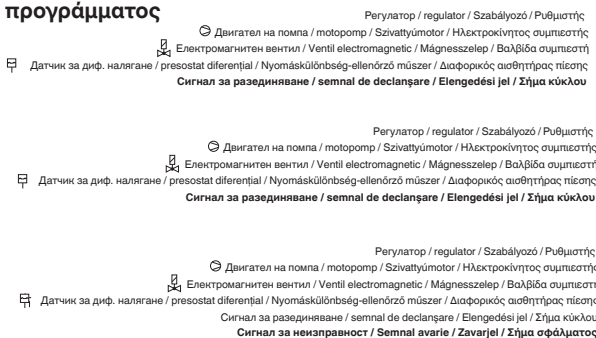 προγράμματος
Регулатор / regulator / Szabályozó / Ρυθμιστής
Двигател на помпа / motopomp / Szivattyúmotor / Ηλεκτροκίνητος συμπιεστής
Електромагнитен вентил / Ventil electromagnetic / Mágnesszelep / Βαλβίδα συμπιεστή
Датчик за диф. налягане / presostat diferenţial / Nyomáskülönbség-ellenőrző műszer / Διαφορικός αισθητήρας πίεσης
Сигнал за разединяване / semnal de declanşare / Elengedési jel / Σήμα κύκλου
Регулатор / regulator / Szabályozó / Ρυθμιστής
Двигател на помпа / motopomp / Szivattyúmotor / Ηλεκτροκίνητος συμπιεστής
Електромагнитен вентил / Ventil electromagnetic / Mágnesszelep / Βαλβίδα συμπιεστή
Датчик за диф. налягане / presostat diferenţial / Nyomáskülönbség-ellenőrző műszer / Διαφορικός αισθητήρας πίεσης
Сигнал за разединяване / semnal de declanşare / Elengedési jel / Σήμα κύκλου
Регулатор / regulator / Szabályozó / Ρυθμιστής
Двигател на помпа / motopomp / Szivattyúmotor / Ηλεκτροκίνητος συμπιεστής
Електромагнитен вентил / Ventil electromagnetic / Mágnesszelep / Βαλβίδα συμπιεστή
Датчик за диф. налягане / presostat diferenţial / Nyomáskülönbség-ellenőrző műszer / Διαφορικός αισθητήρας πίεσης
Сигнал за разединяване / semnal de declanşare / Elengedési jel / Σήμα κύκλου
Сигнал за неизправност / Semnal avarie / Zavarjel / Σήμα σφάλματος